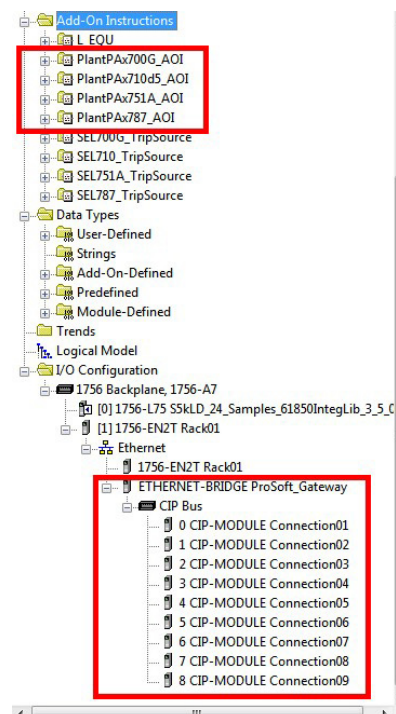 Add-On Instructions
L_EQU
PlantPAx700G_AOI
PlantPAx710d5_AOI
PlantPAx751A_AOI
PlantPAx787_AOI
SEL700G_TripSource
SEL710_TripSource
SEL751A_TripSource
SEL787_TripSource
Data Types
User-Defined
Strings
Add-On-Defined
Predefined
Module-Defined
Trends
Logical Model
I/O Configuration
1756 Backplane, 1756-A7
[0] 1756-L75 S5kLD_24_Samples_61850IntegLib_3_5_0
[1] 1756-EN2T Rack01
Ethernet
1756-EN2T Rack01
ETHERNET-BRIDGE ProSoft_Gateway
CIP Bus
0 CIP-MODULE Connection01
1 CIP-MODULE Connection02
2 CIP-MODULE Connection03
3 CIP-MODULE Connection04
4 CIP-MODULE Connection05
5 CIP-MODULE Connection06
6 CIP-MODULE Connection07
7 CIP-MODULE Connection08
8 CIP-MODULE Connection09